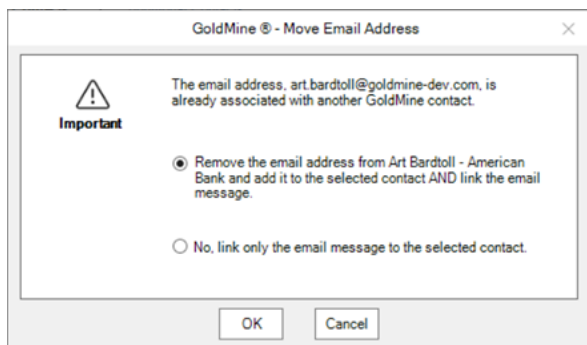 GoldMine ® - Move Email Address
The email address, art.bardtoll@goldmine-dev.com, is
already associated with another GoldMine contact.
Important
Remove the email address from Art Bardtoll - American
Bank and add it to the selected contact AND link the email
message.
No, link only the email message to the selected contact.
OK
Cancel